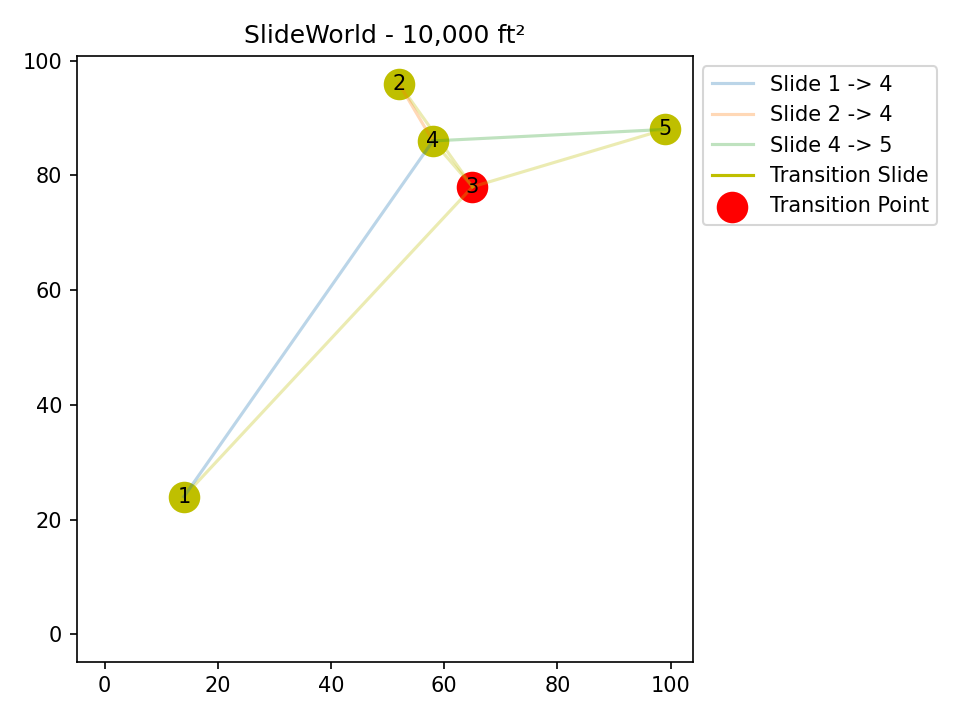 SlideWorld - 10,000 ft²
100
80
60
40
20
0
0 20 40 60 80 100
2
4
5
3
1
Slide 1 -> 4
Slide 2 -> 4
Slide 4 -> 5
Transition Slide
Transition Point